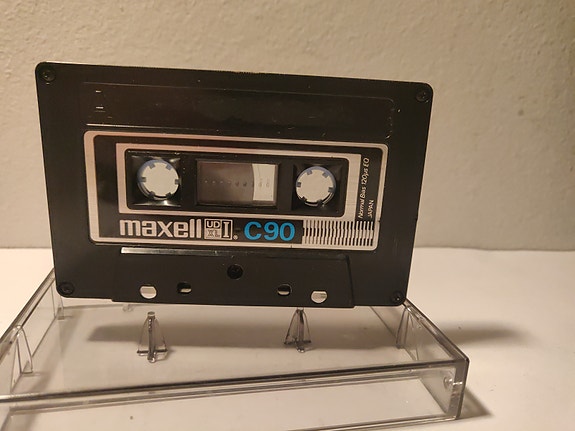 Normal Bias 120µs EQ
JAPAN
maxell UD XL I. C90